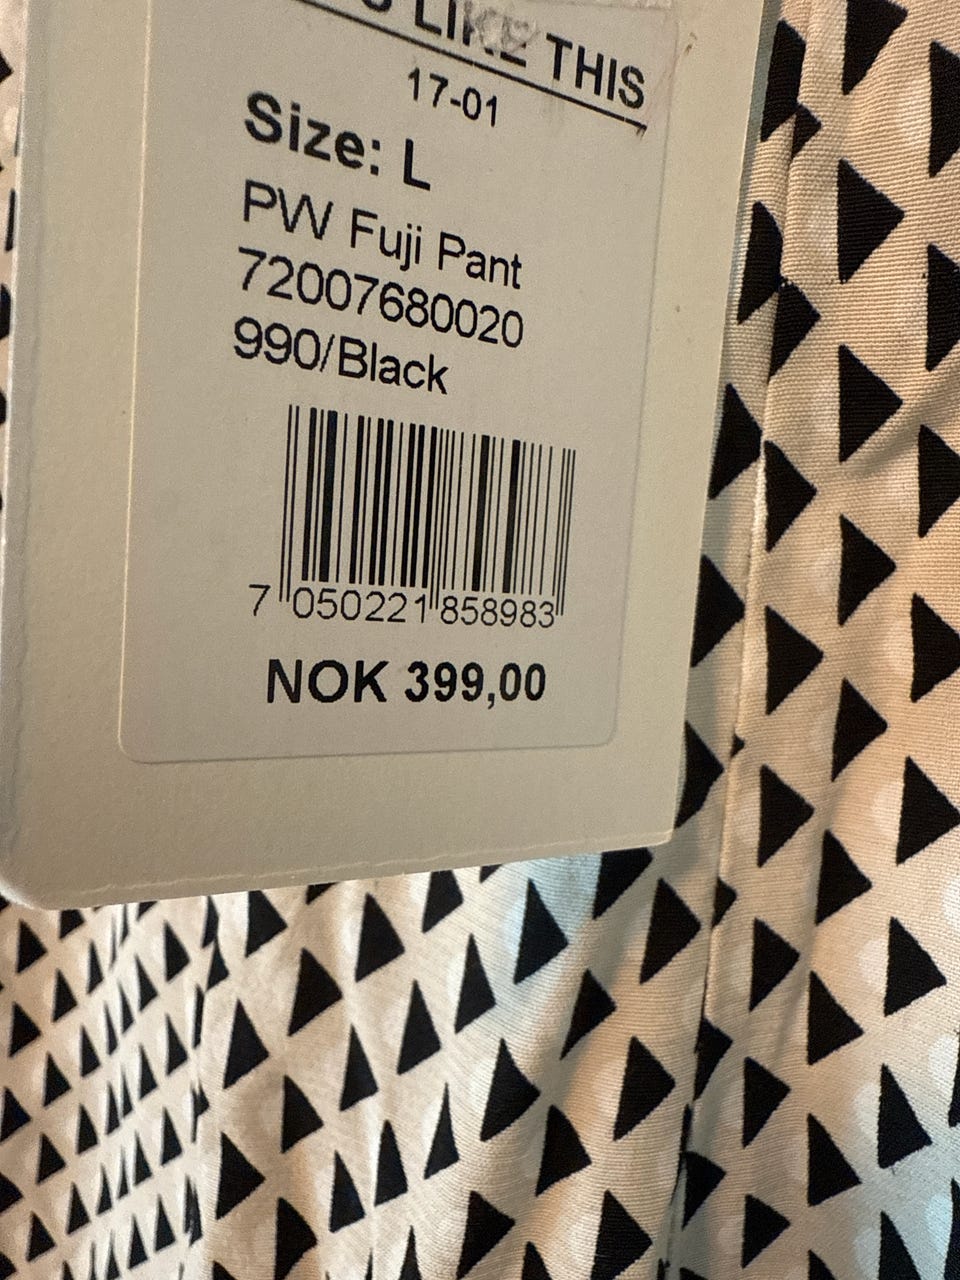 LIKE THIS
17-01
Size: L
PW Fuji Pant
72007680020
990/Black
7 050221 858983
NOK 399,00